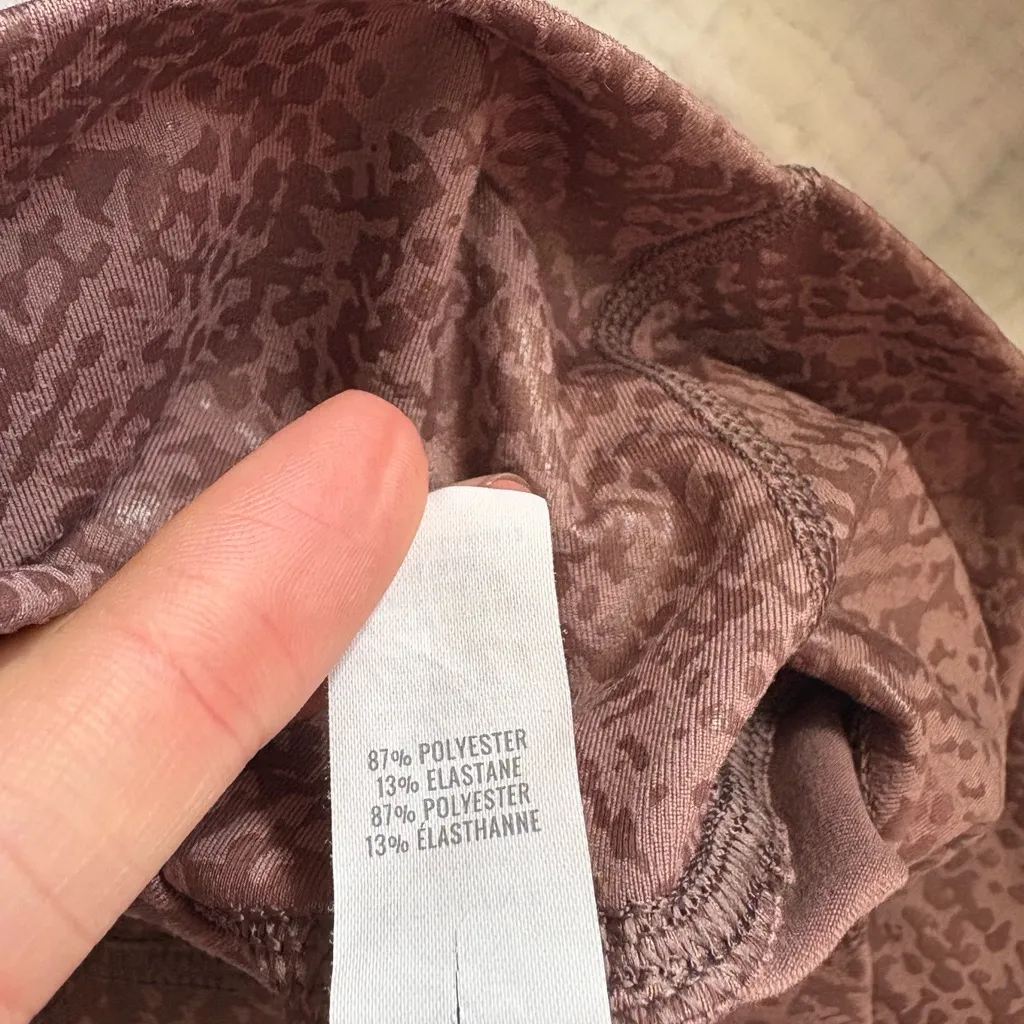 87% POLYESTER
13% ELASTANE
87% POLYESTER
13% ÉLASTHANNE